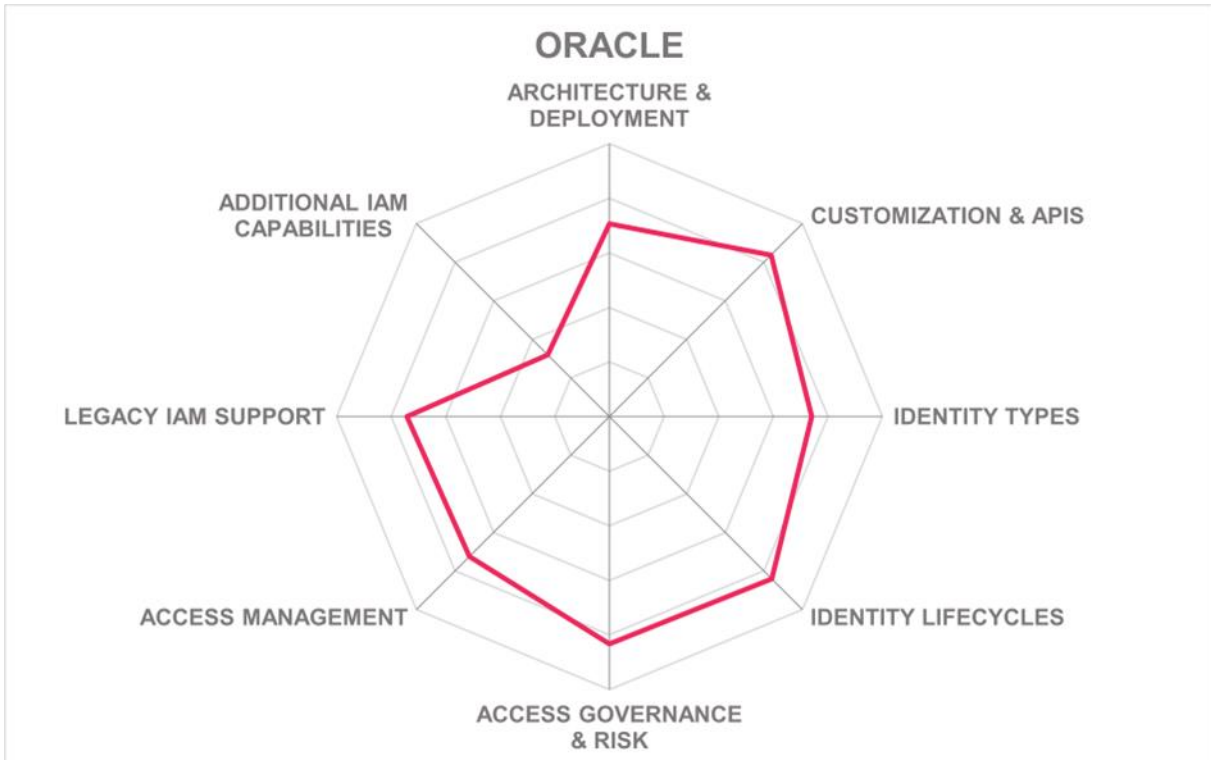 ORACLE
ARCHITECTURE &
DEPLOYMENT
ADDITIONAL IAM
CAPABILITIES
CUSTOMIZATION & APIS
LEGACY IAM SUPPORT
IDENTITY TYPES
ACCESS MANAGEMENT
IDENTITY LIFECYCLES
ACCESS GOVERNANCE
& RISK